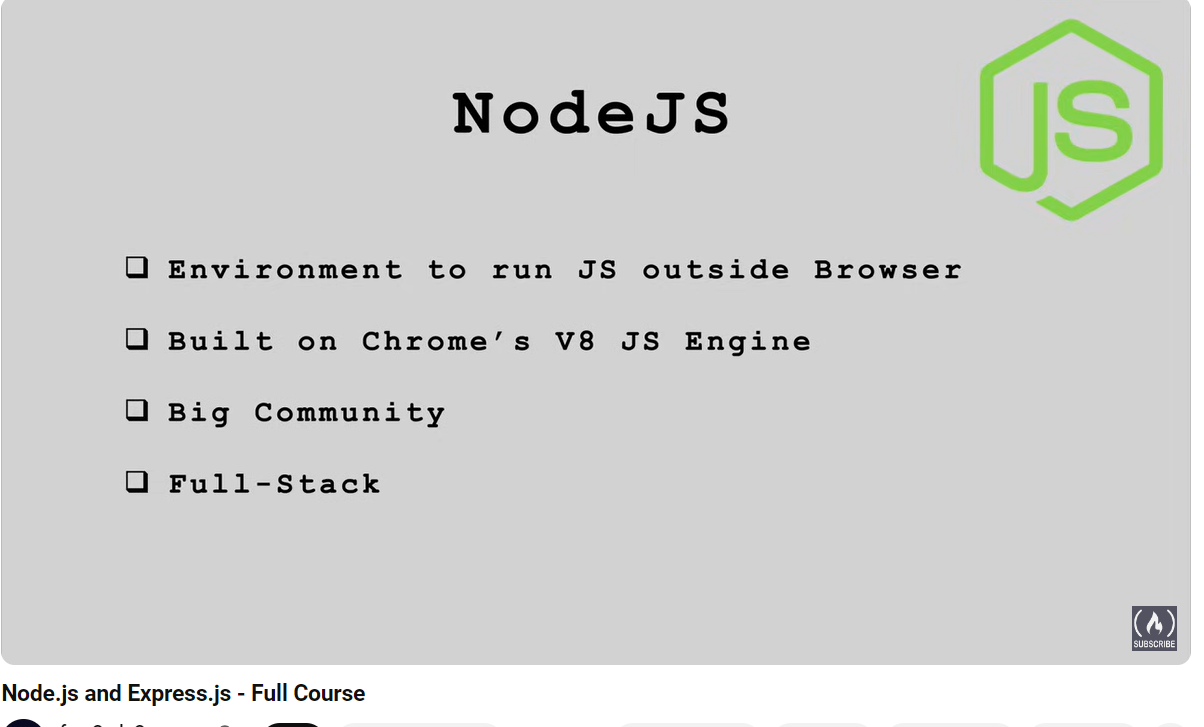 NodeJS
JS
Environment to run JS outside Browser
Built on Chrome’s V8 JS Engine
Big Community
Full-Stack
SUBSCRIBE
Node.js and Express.js - Full Course